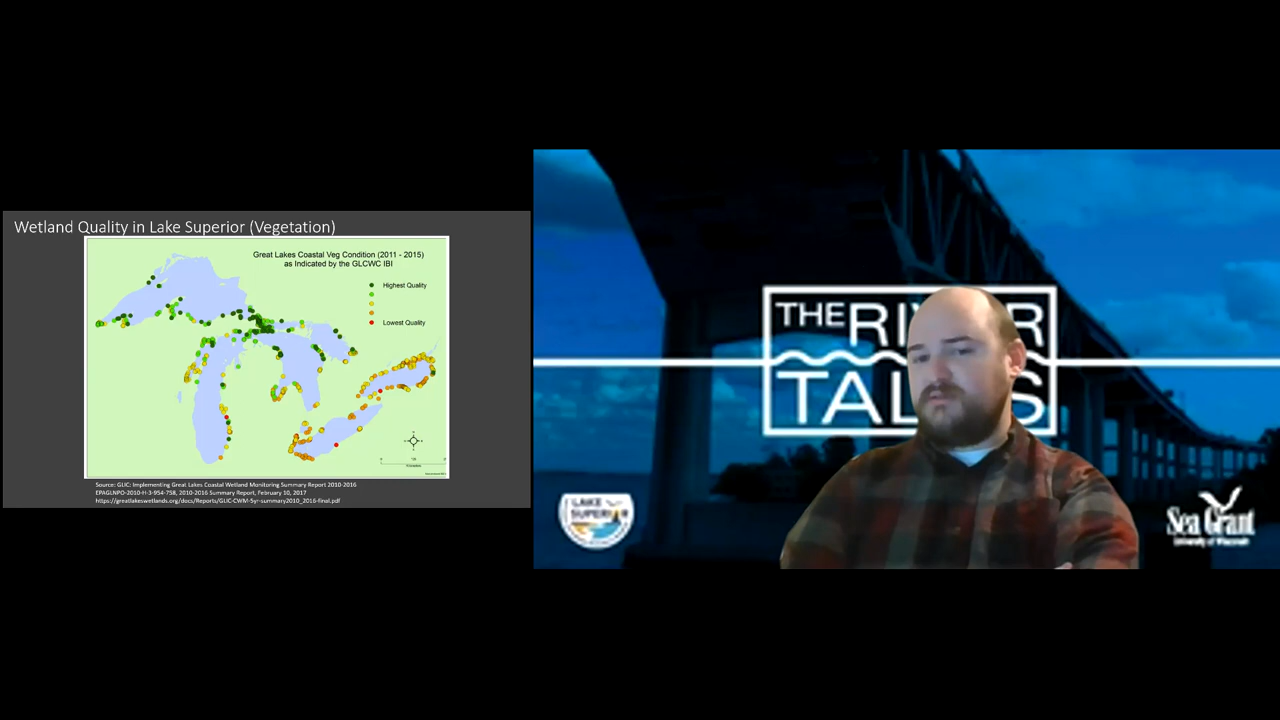 Wetland Quality in Lake Superior (Vegetation)
Great Lakes Coastal Veg Condition (2011 - 2015)
as Indicated by the GLCWC IBI
Highest Quality
Lowest Quality
Source: GLIC: Implementing Great Lakes Coastal Wetland Monitoring Summary Report 2010-2016
EPAGLNPO-2010-H-3-954-758, 2010-2016 Summary Report, February 10, 2017
https://greatlakeswetlands.org/docs/Reports/GLIC-CWM-5yr-summary2010_2016-final.pdf
THE RI R
TAL S
LAKE
SUPERIOR
Sea Grant
University of Wisconsin